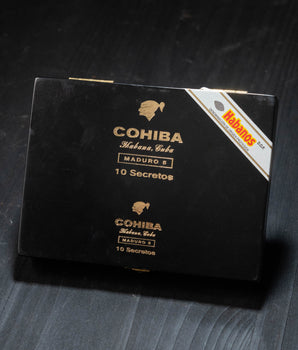 COHIBA
Habana, Cuba
MADURO 5
10 Secretos
Habanos
COHIBA
Habana, Cuba
MADURO 5
10 Secretos